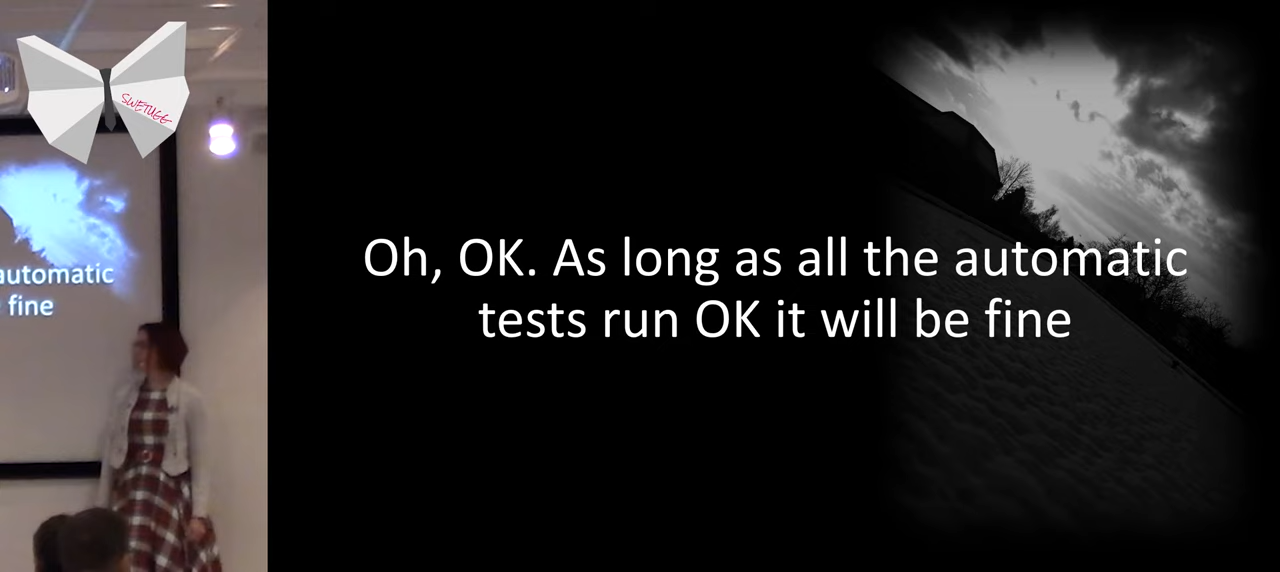 SWETUGG
automatic
fine
Oh, OK. As long as all the automatic
tests run OK it will be fine